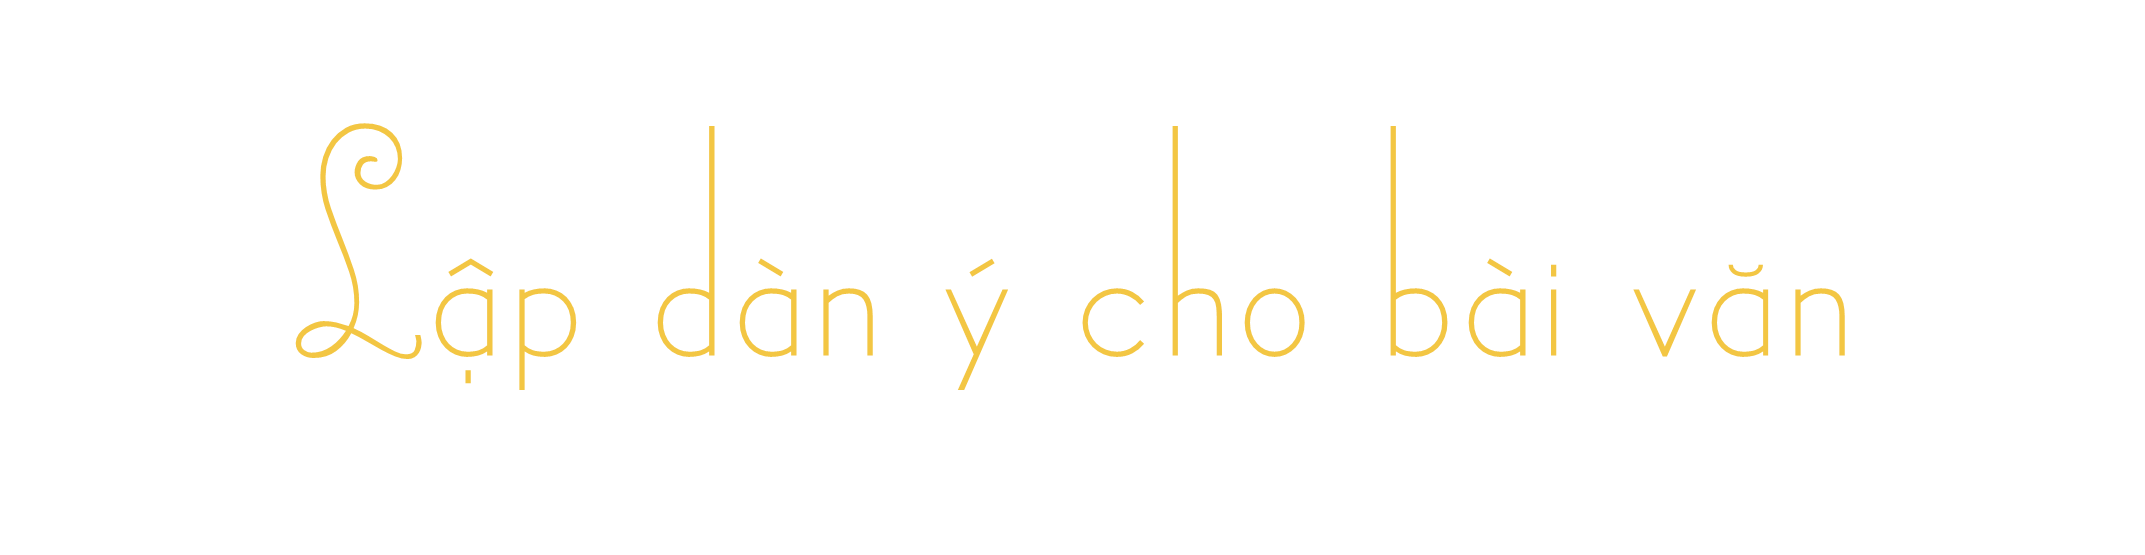 Lập dàn ý cho bài văn